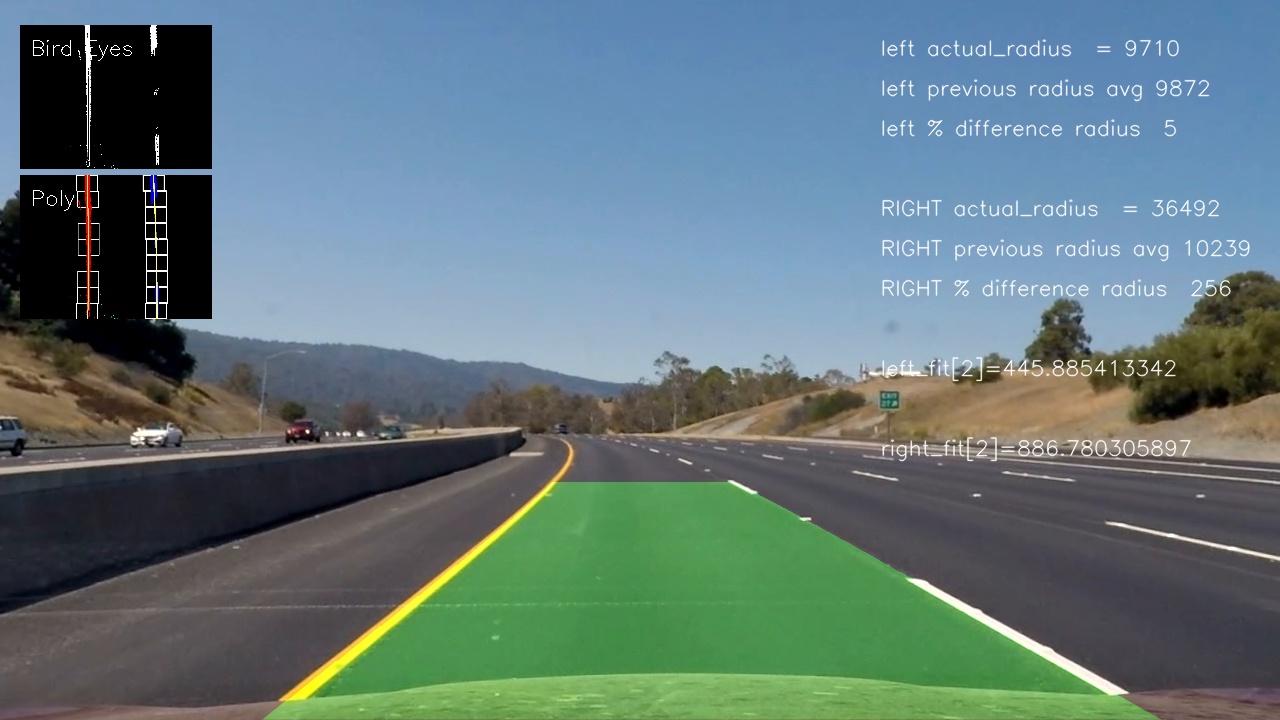 Bird Eyes
Poly
left actual_radius = 9710
left previous radius avg 9872
left % difference radius 5
RIGHT actual_radius = 36492
RIGHT previous radius avg 10239
RIGHT % difference radius 256
left_fit[2]=445.885413342
EXIT
right_fit[2]=886.780305897